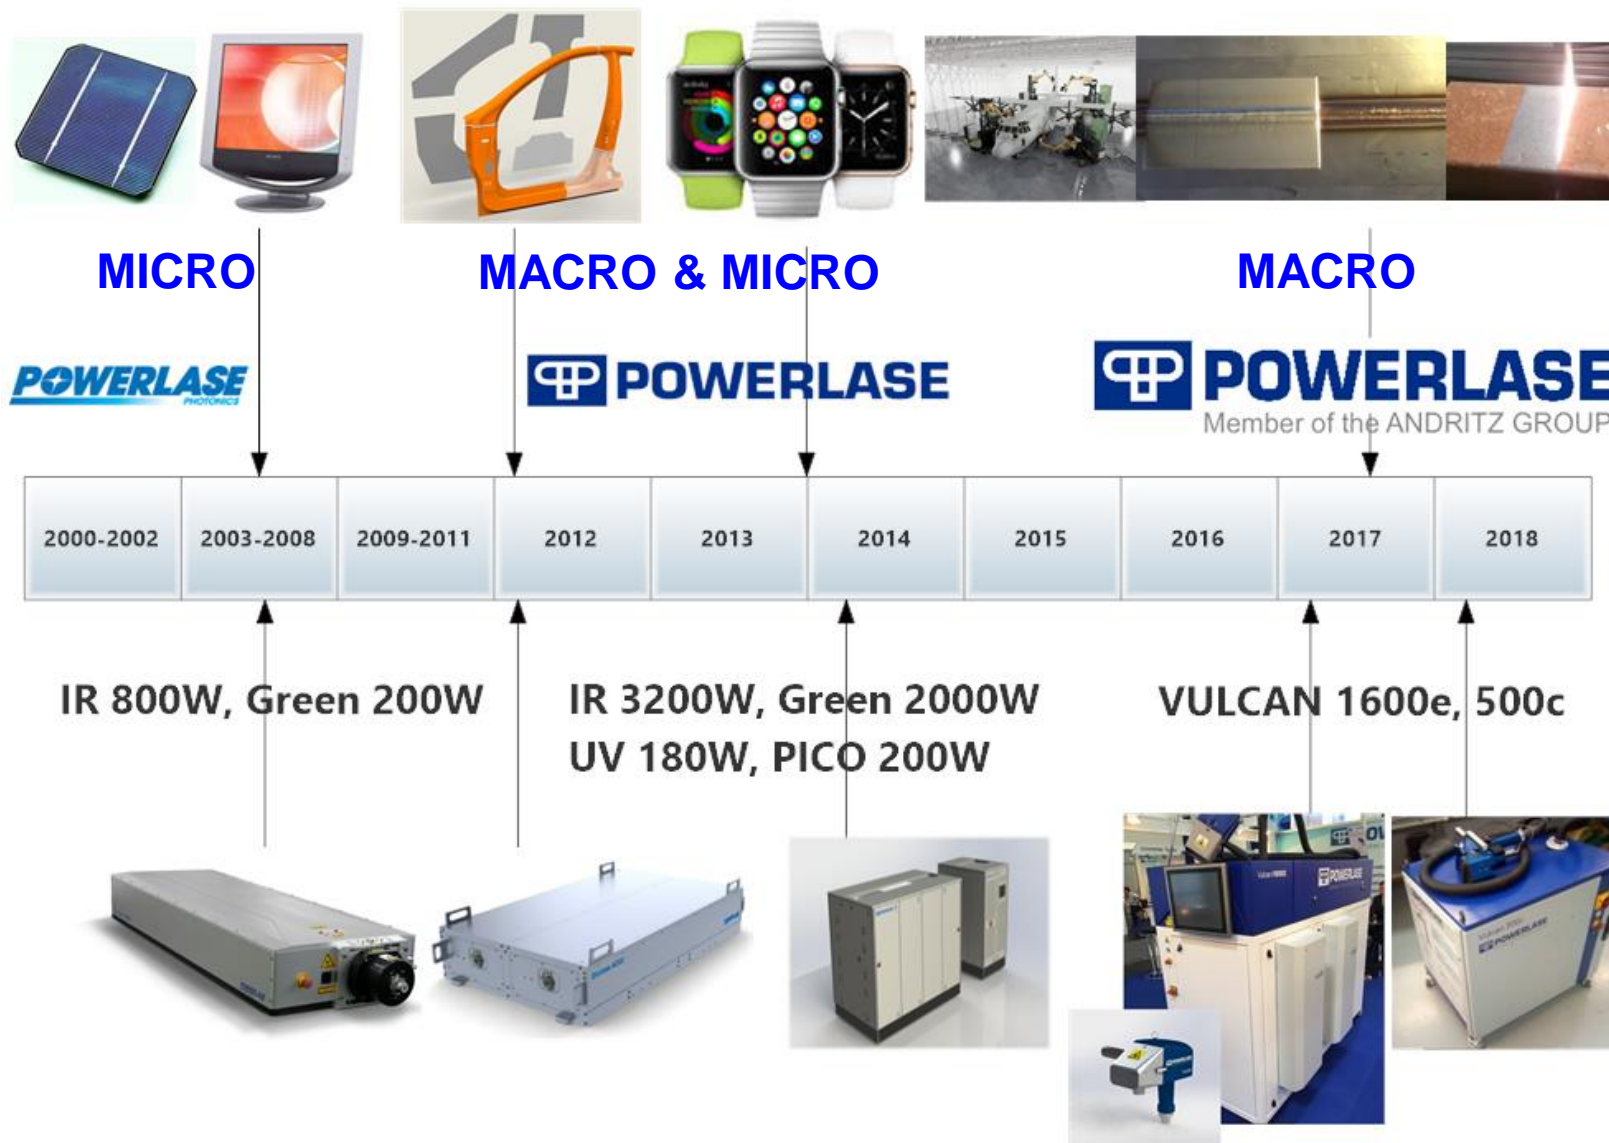 MICRO
MACRO & MICRO
MACRO
POWERLASE
PHOTONICS
POWERLASE
POWERLASE
Member of the ANDRITZ GROUP
2000-2002
2003-2008
2009-2011
2012
2013
2014
2015
2016
2017
2018
IR 800W, Green 200W
IR 3200W, Green 2000W
UV 180W, PICO 200W
VULCAN 1600e, 500c
POWERLASE
POWERLASE